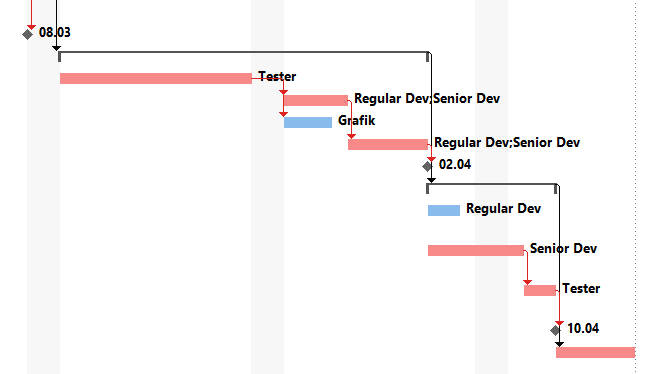 08.03
Tester
Regular Dev;Senior Dev
Grafik
Regular Dev;Senior Dev
02.04
Regular Dev
Senior Dev
Tester
10.04